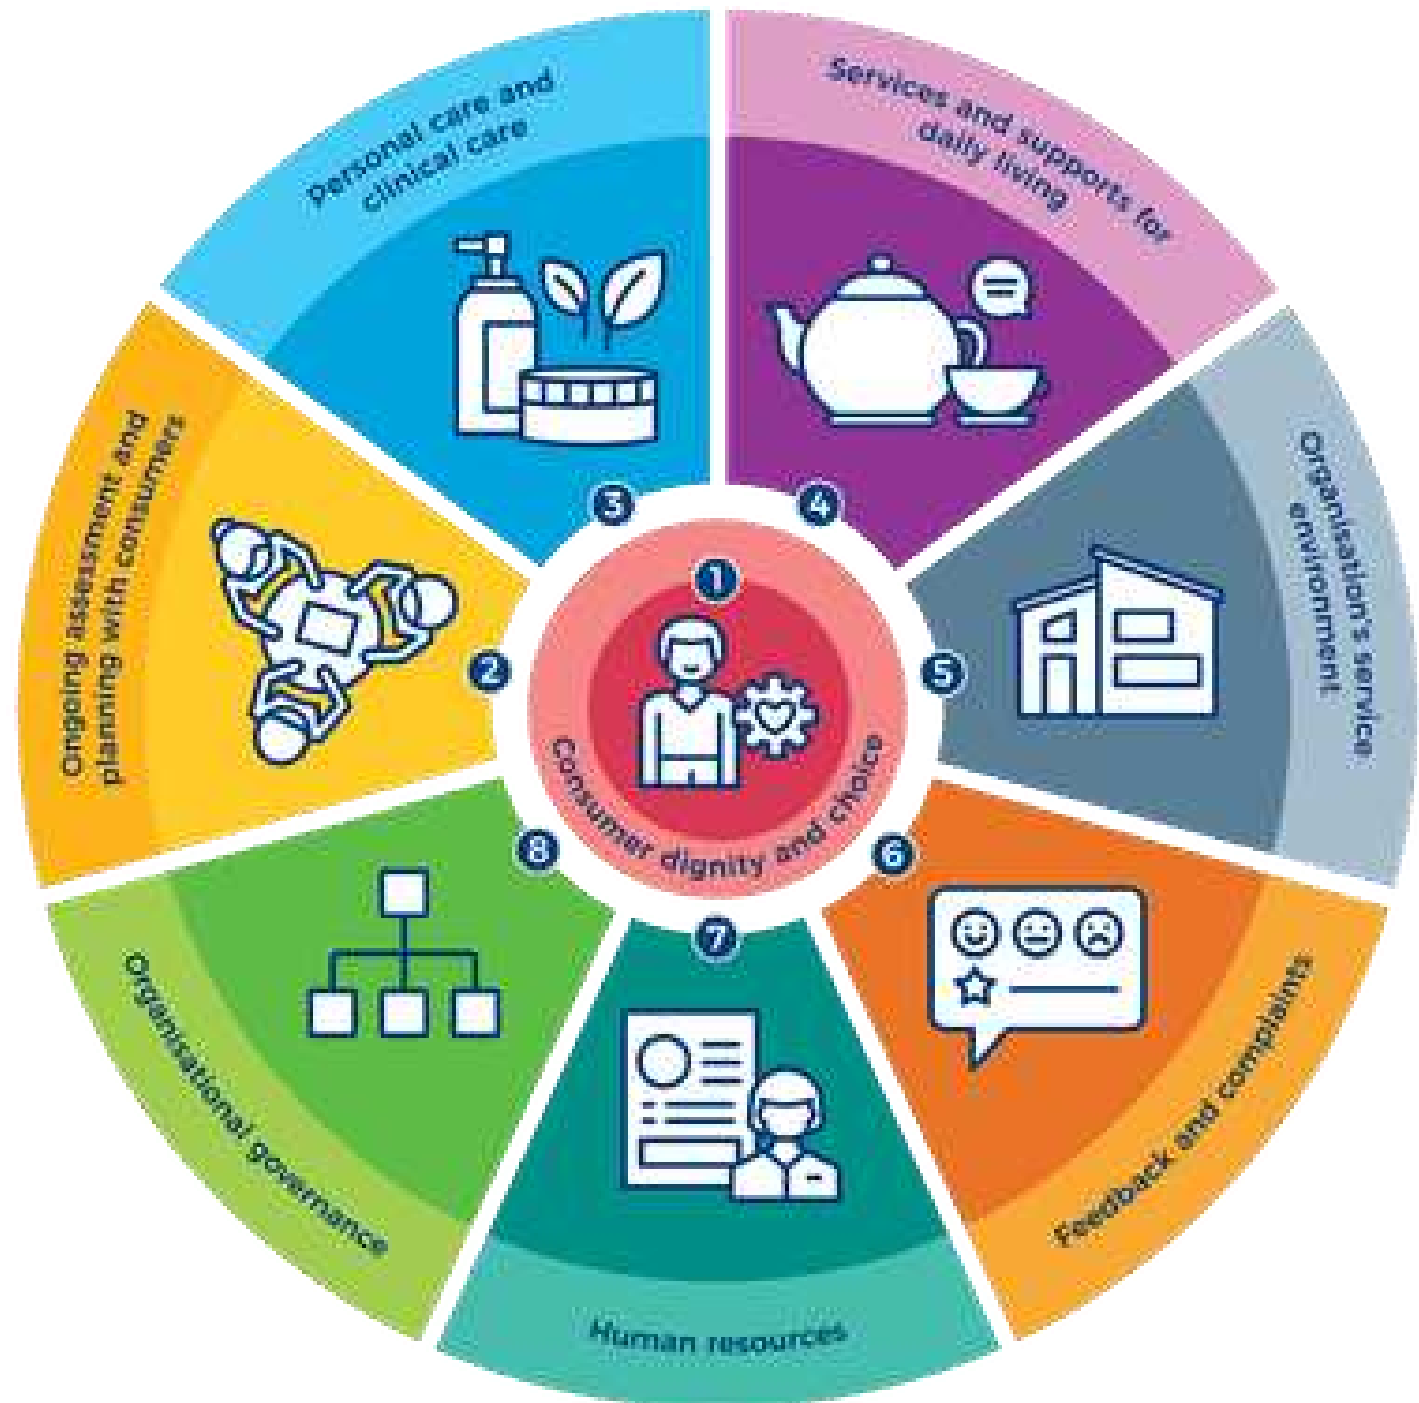 1
Consumer dignity and choice
2
Ongoing assessment and
planning with consumers
3
Personal care and
clinical care
4
Services and supports for
daily living
5
Organisation's service
environment
6
Feedback and complaints
7
Human resources
8
Organisational governance